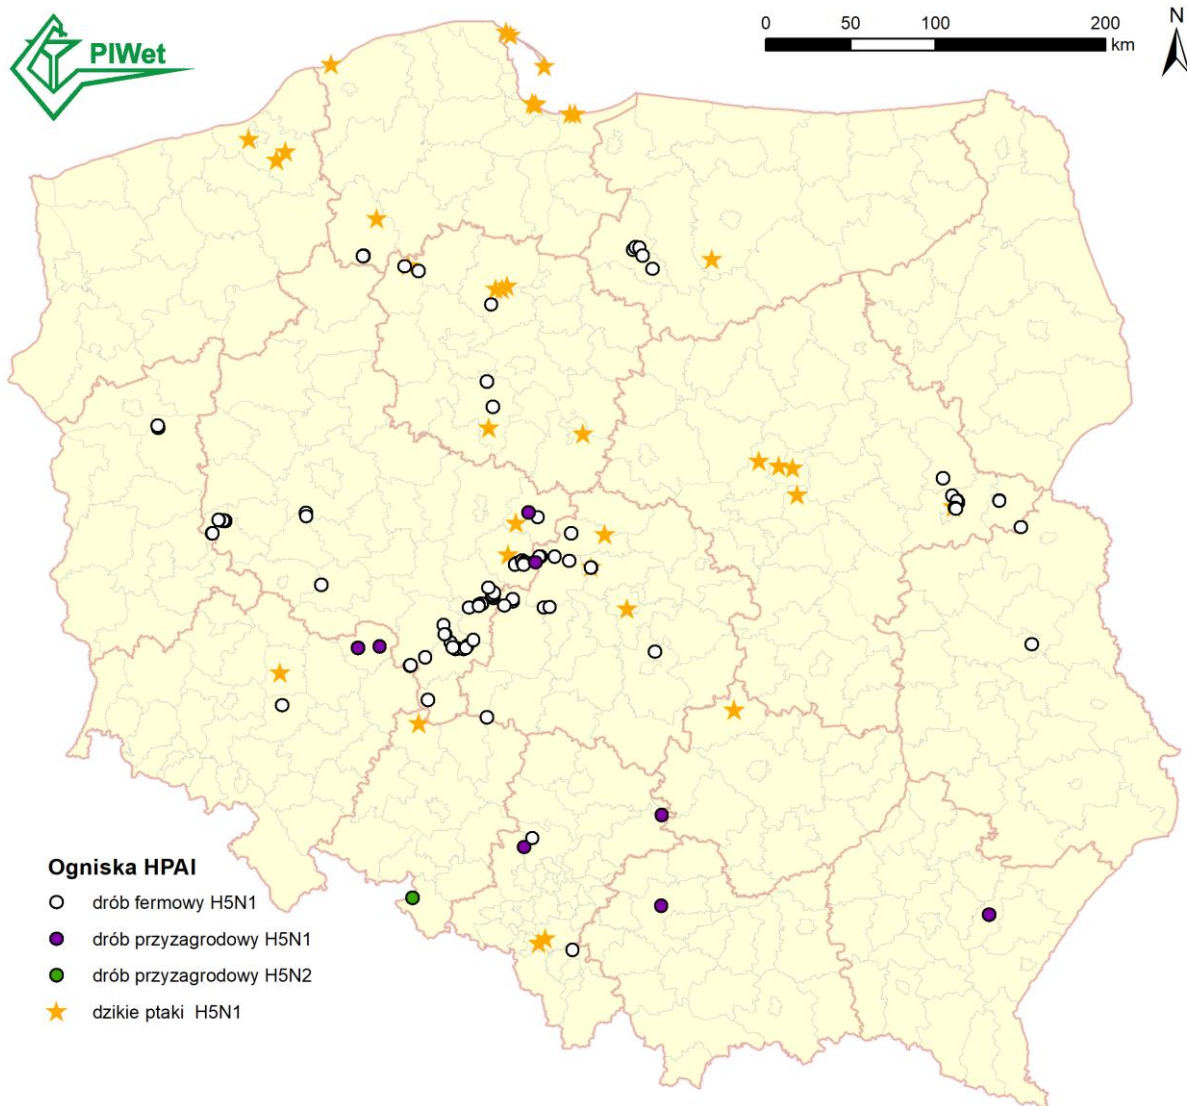 PIWet
0 50 100 200
km
N
Ogniska HPAI
drób fermowy H5N1
drób przyzagrodowy H5N1
drób przyzagrodowy H5N2
dzikie ptaki H5N1